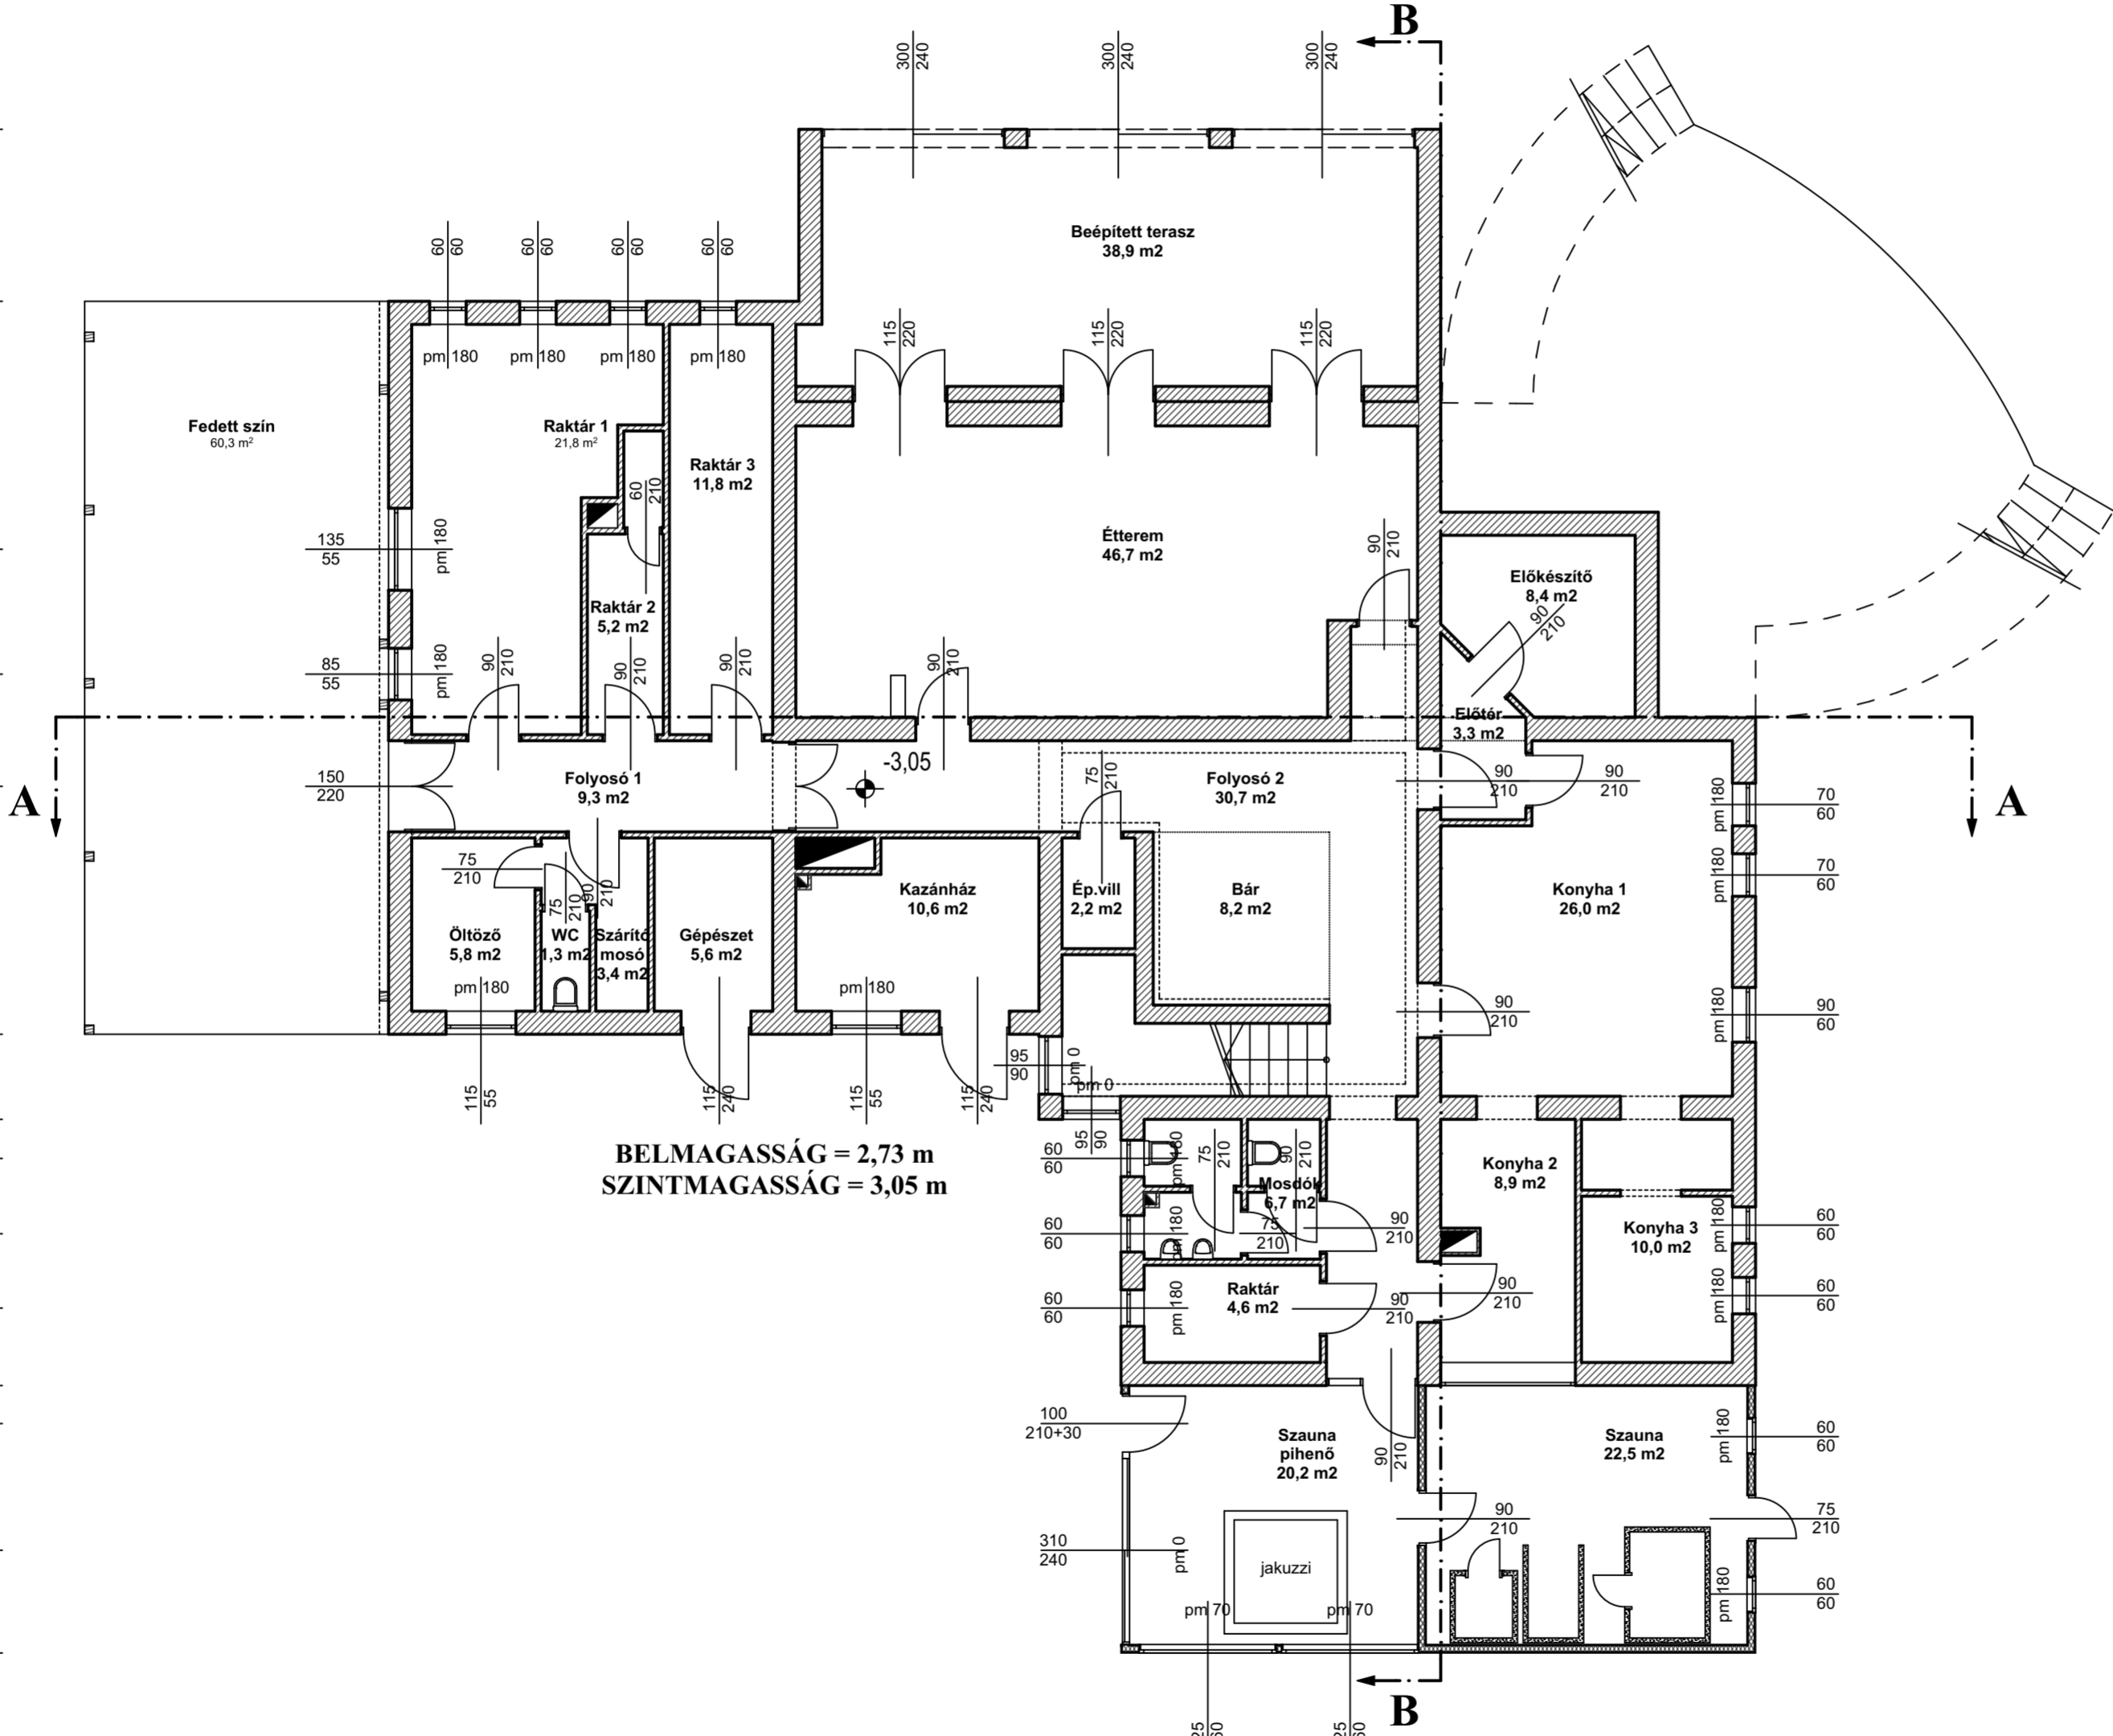 B
300
240
300
240
300
240
Beépített terasz
38,9 m2
60
60
60
60
60
60
60
60
115
220
115
220
115
220
pm 180
pm 180
pm 180
pm 180
Fedett szín
60,3 m²
Raktár 1
21,8 m²
Raktár 3
11,8 m2
60
210
Étterem
46,7 m2
90
210
135
55
pm 180
Előkészítő
8,4 m2
90
210
Raktár 2
5,2 m2
85
55
pm 180
90
210
90
210
90
210
90
210
Előtér
3,3 m2
A
150
220
Folyosó 1
9,3 m2
-3,05
75
210
Folyosó 2
30,7 m2
90
210
90
210
pm 180
70
60
A
75
210
75
210
90
210
Kazánház
10,6 m2
Ép.vill
2,2 m2
Bár
8,2 m2
Konyha 1
26,0 m2
pm 180
70
60
Öltöző
5,8 m2
WC
1,3 m2
Szárító
mosó
3,4 m2
Gépészet
5,6 m2
pm 180
pm 180
90
210
pm 180
90
60
115
55
115
240
115
55
115
240
95
90
pm 0
pm 0
95
90
BELMAGASSÁG = 2,73 m
SZINTMAGASSÁG = 3,05 m
60
60
pm 180
75
210
90
210
Mosdók
6,7 m2
Konyha 2
8,9 m2
60
60
pm 180
75
210
90
210
Konyha 3
10,0 m2
pm 180
60
60
60
60
pm 180
Raktár
4,6 m2
90
210
90
210
pm 180
60
60
100
210+30
Szauna
pihenő
20,2 m2
90
210
Szauna
22,5 m2
pm 180
60
60
310
240
pm 0
jakuzzi
90
210
75
210
pm 70
pm 70
pm 180
60
60
B